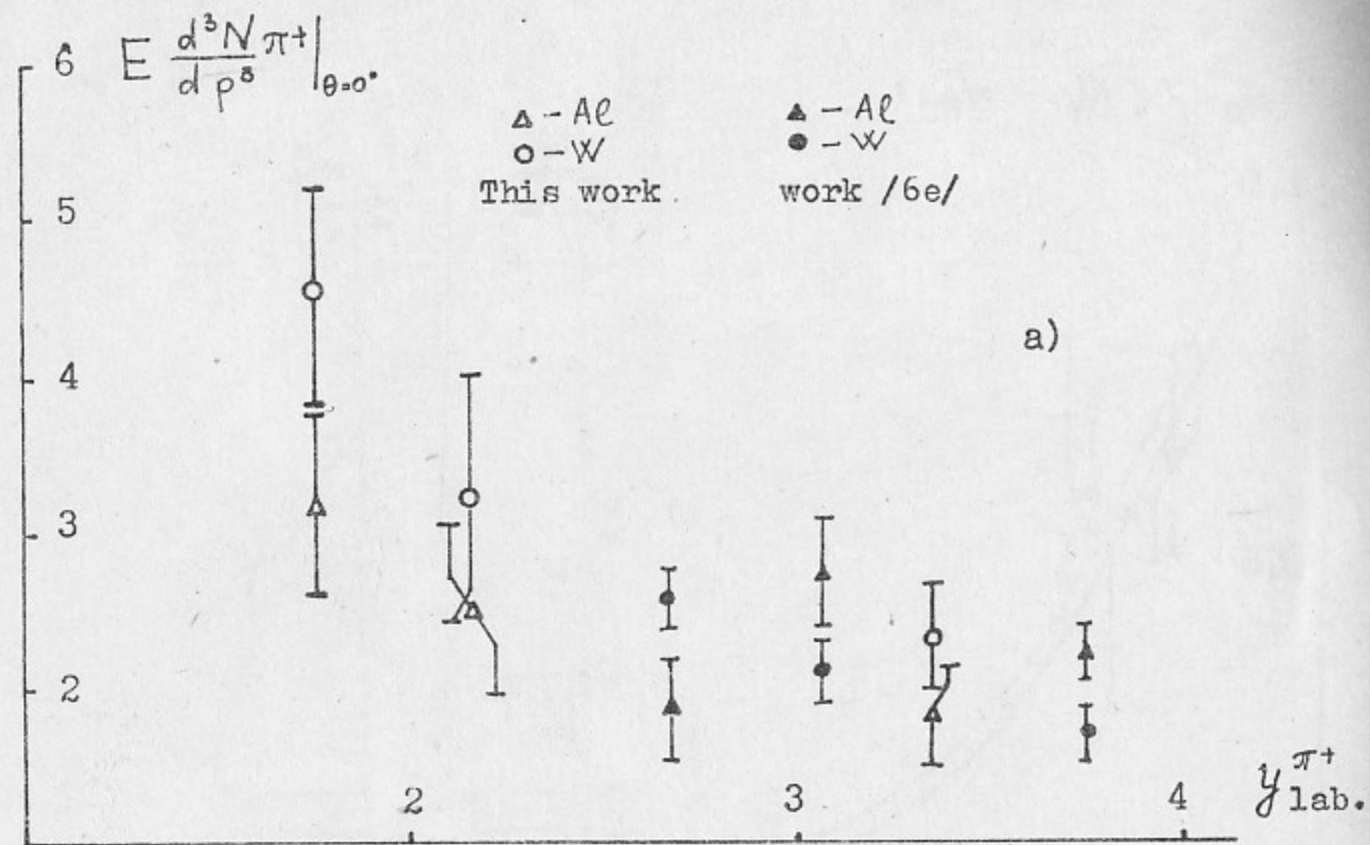 6 E d³N/dp³ π+|θ=0°
△ – Al ▲ – Al
○ – W ● – W
This work. work /6e/
5
a)
4
3
2
2 3 4 y π+ lab.